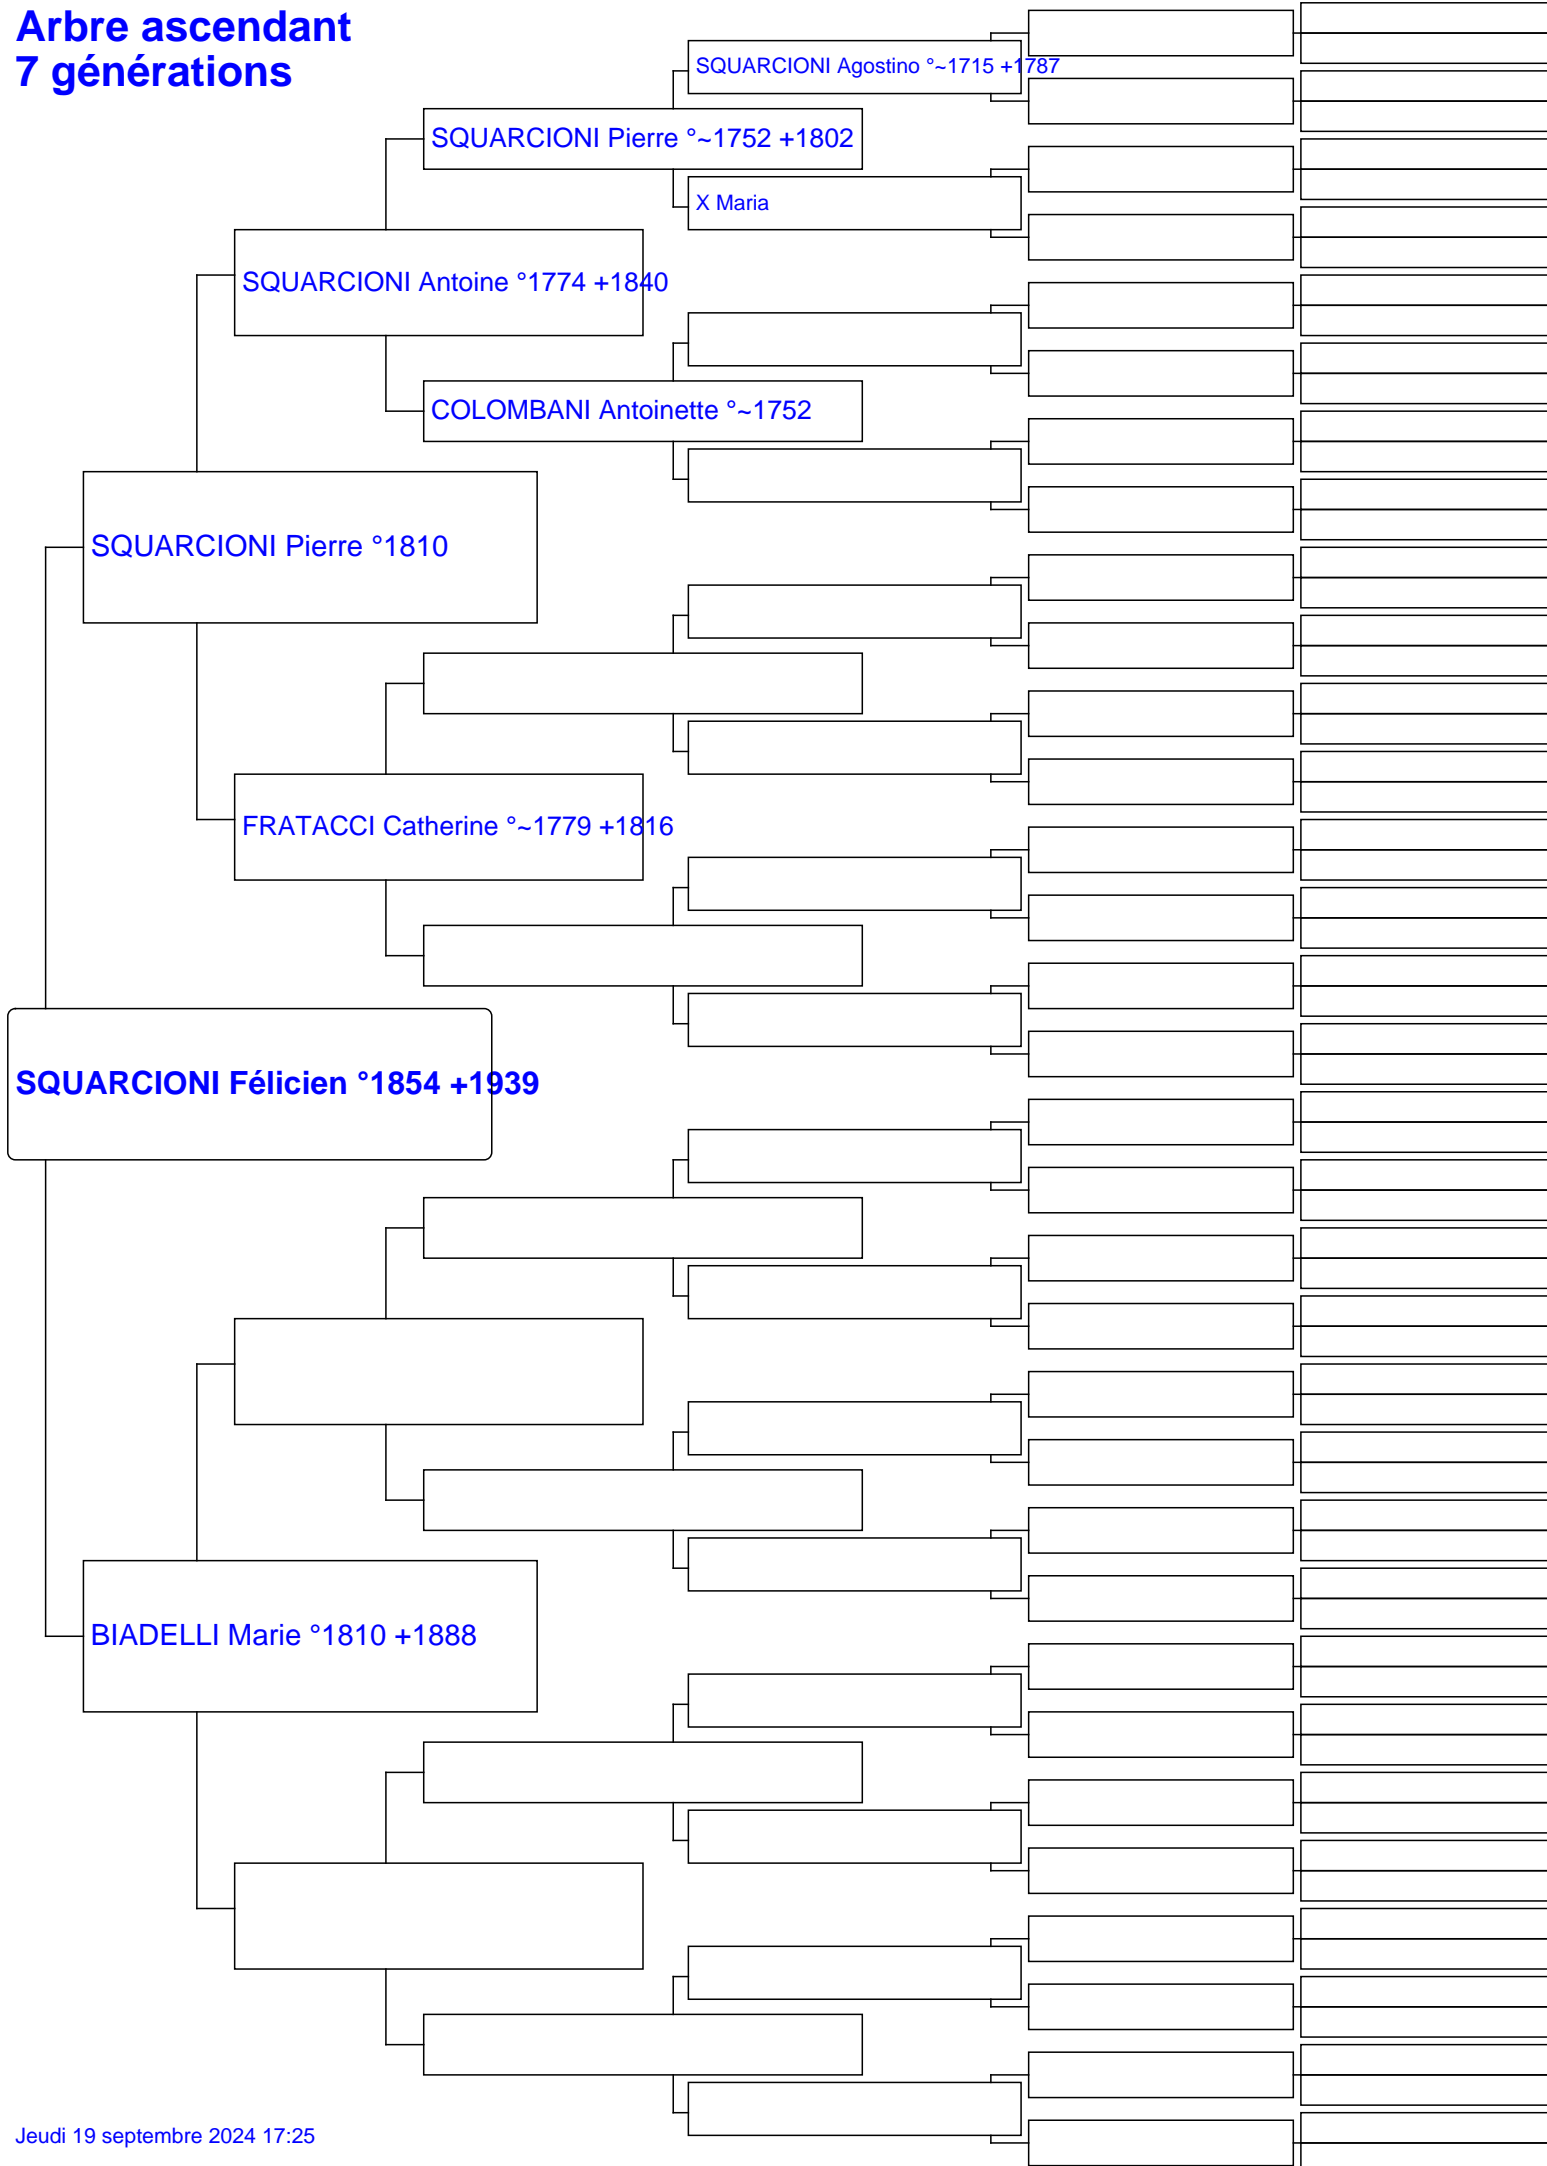 Arbre ascendant
7 générations
SQUARCIONI Agostino °~1715 +1787
SQUARCIONI Pierre °~1752 +1802
X Maria
SQUARCIONI Antoine °1774 +1840
COLOMBANI Antoinette °~1752
SQUARCIONI Pierre °1810
FRATACCI Catherine °~1779 +1816
SQUARCIONI Félicien °1854 +1939
BIADELLI Marie °1810 +1888
Jeudi 19 septembre 2024 17:25